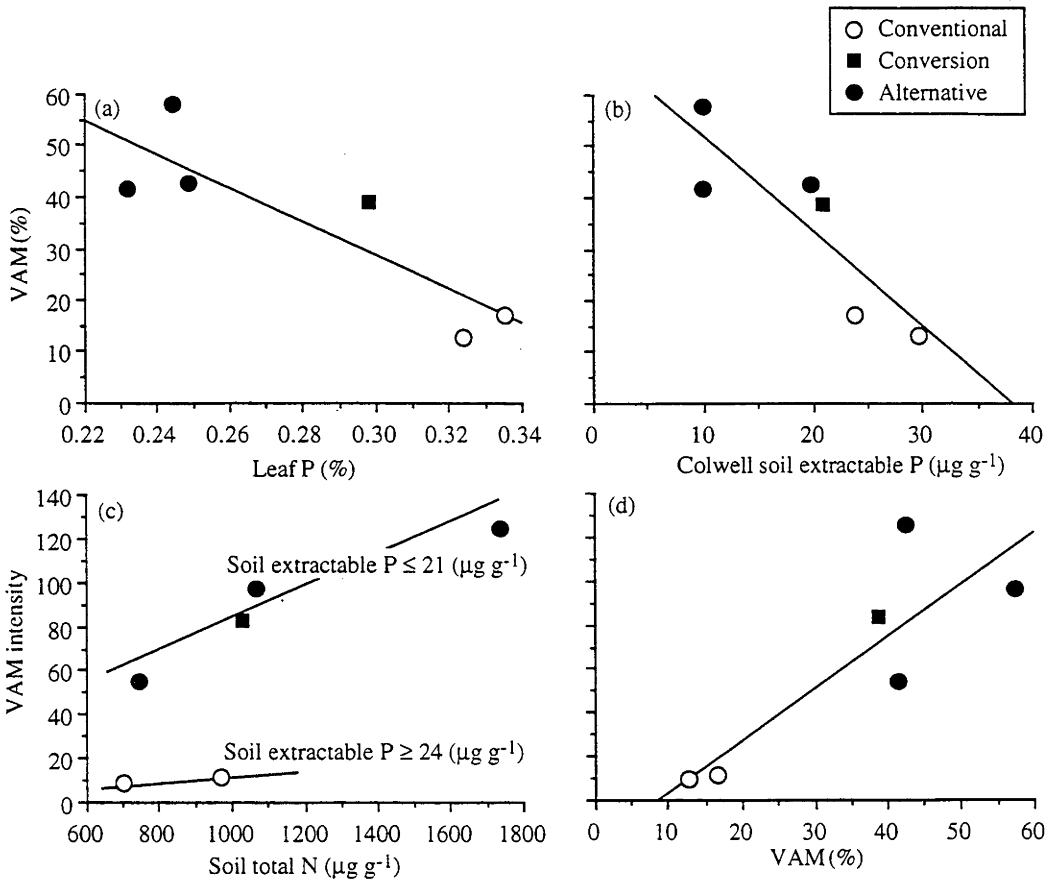 Conventional
Conversion
Alternative
(a)
60
50
40
30
20
10
0
VAM (%)
0.22 0.24 0.26 0.28 0.30 0.32 0.34
Leaf P (%)
(b)
0 10 20 30 40
Colwell soil extractable P (μg g-1)
(c)
140
120
100
80
60
40
20
0
VAM intensity
Soil extractable P ≤ 21 (μg g-1)
Soil extractable P ≥ 24 (μg g-1)
600 800 1000 1200 1400 1600 1800
Soil total N (μg g-1)
(d)
0 10 20 30 40 50 60
VAM (%)